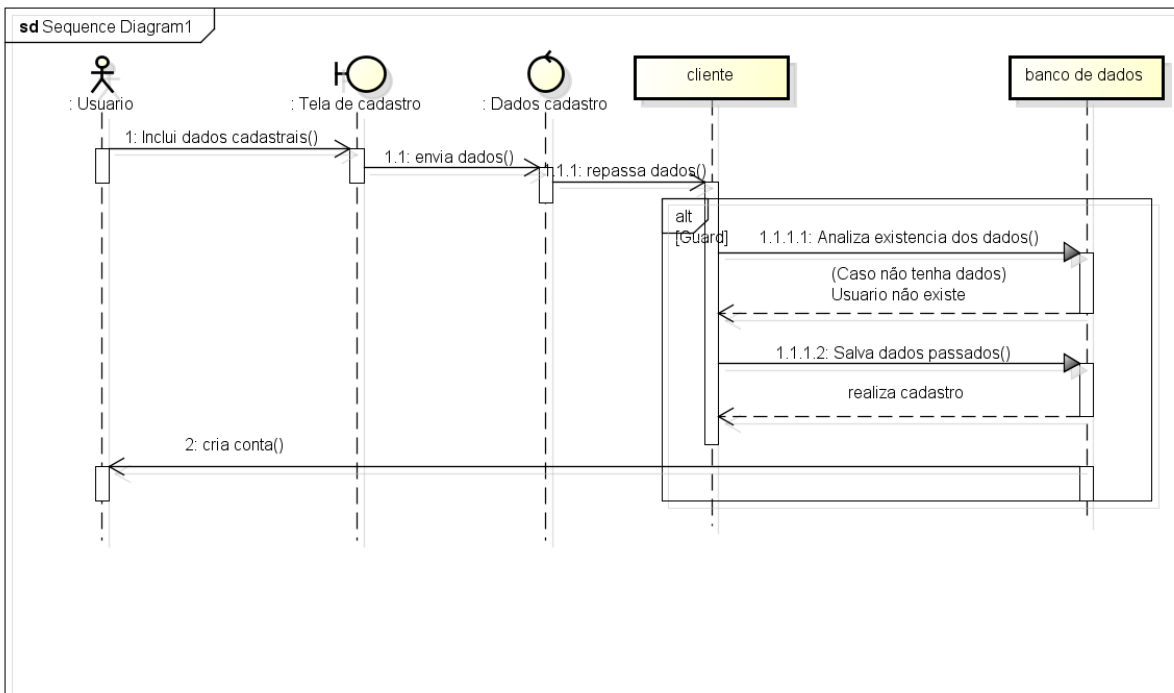 sd Sequence Diagram1
cliente
banco de dados
: Usuario
: Tela de cadastro
: Dados cadastro
1: Inclui dados cadastrais()
1.1: envia dados()
1.1.1: repassa dados()
alt
[Guard]
1.1.1.1: Analiza existencia dos dados()
(Caso não tenha dados)
Usuario não existe
1.1.1.2: Salva dados passados()
realiza cadastro
2: cria conta()